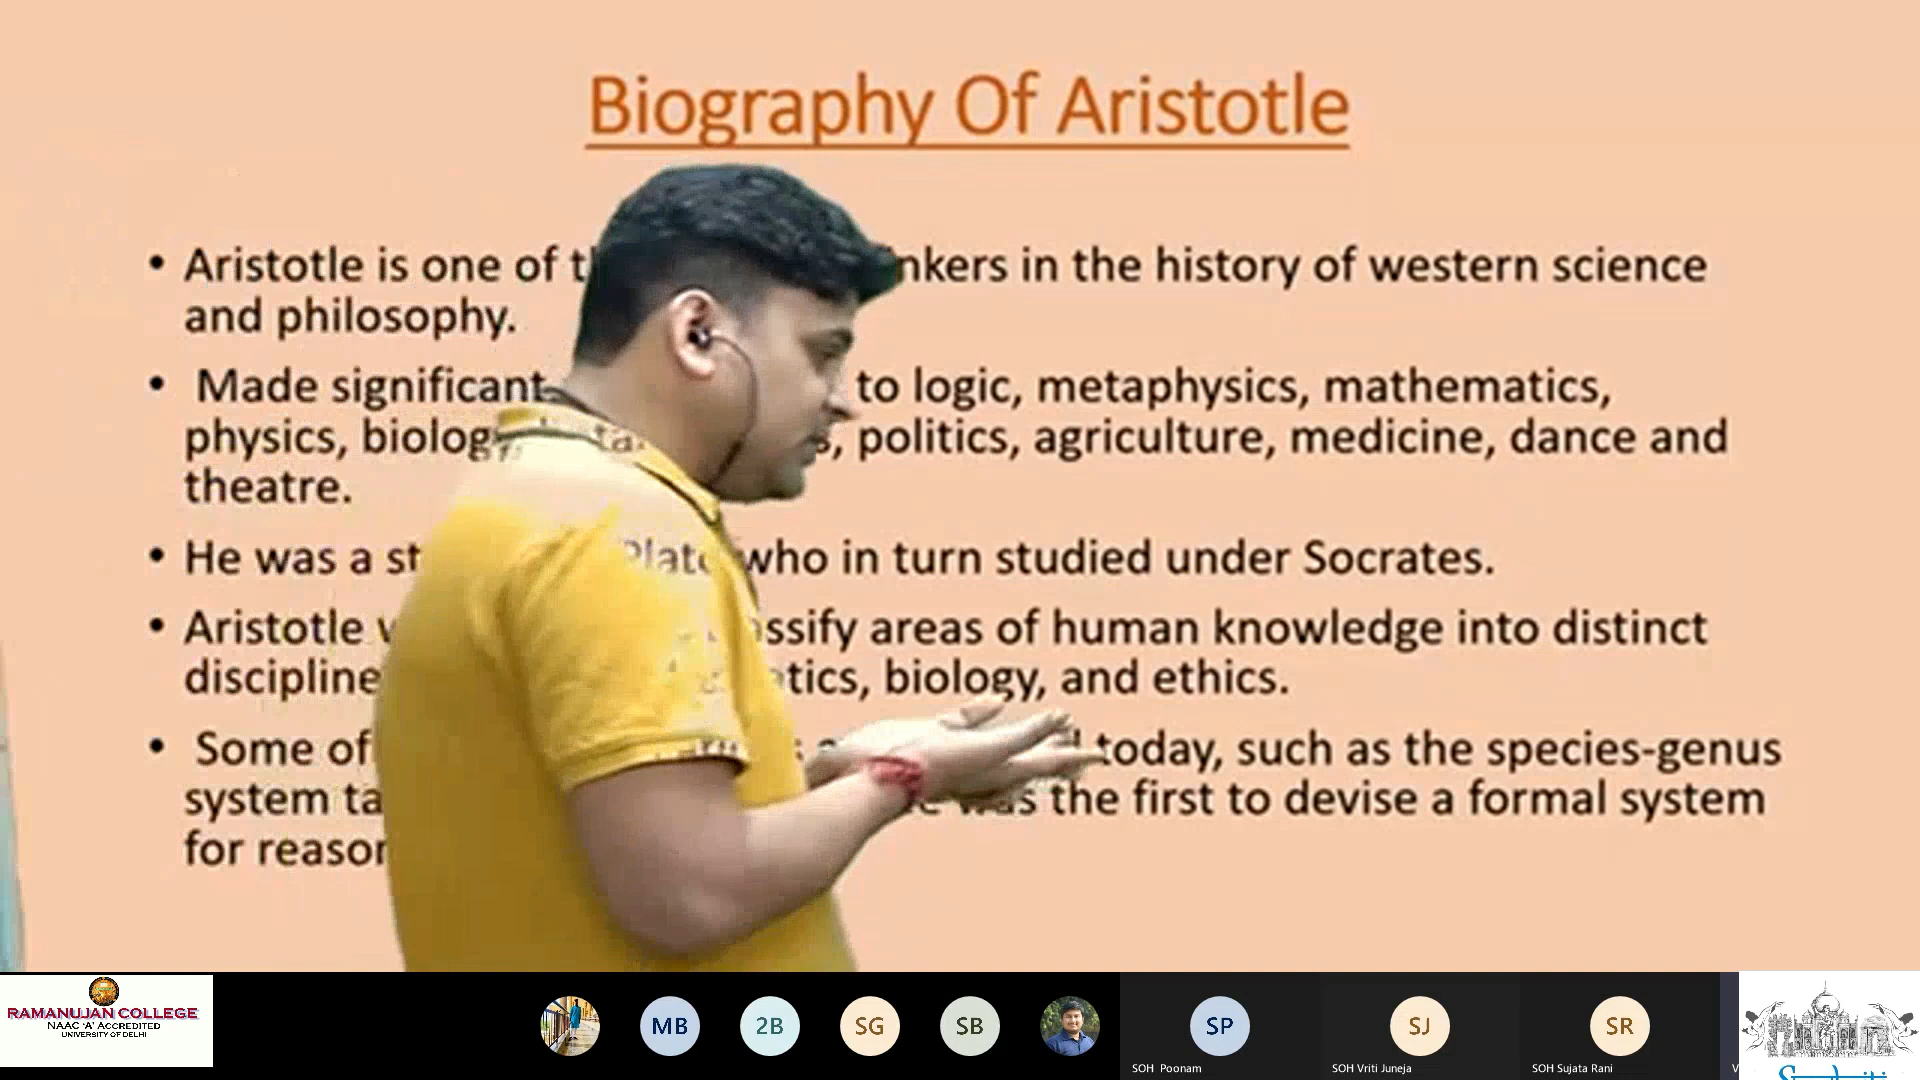 Biography Of Aristotle
• Aristotle is one of nkers in the history of western science
and philosophy.
• Made significant to logic, metaphysics, mathematics,
physics, biology, politics, agriculture, medicine, dance and
theatre.
• He was a Plato who in turn studied under Socrates.
• Aristotle ssify areas of human knowledge into distinct
discipline tics, biology, and ethics.
• Some of today, such as the species-genus
system ta was the first to devise a formal system
for reason
RAMANUJAN COLLEGE
NAAC 'A' ACCREDITED
UNIVERSITY OF DELHI
MB 2B SG SB SP SJ SR
SOH Poonam SOH Vriti Juneja SOH Sujata Rani